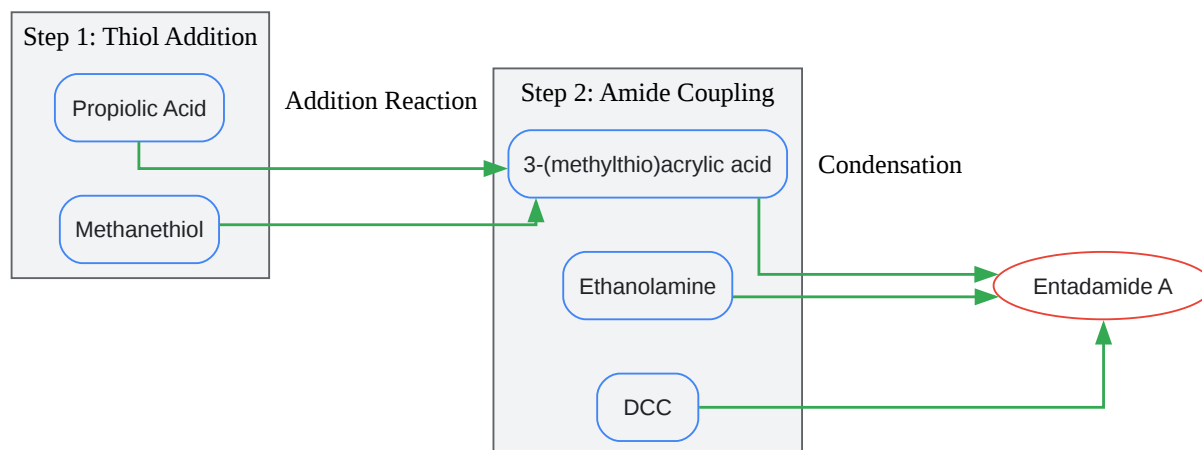 Step 1: Thiol Addition
Propiolic Acid
Methanethiol
Addition Reaction
Step 2: Amide Coupling
3-(methylthio)acrylic acid
Ethanolamine
DCC
Condensation
Entadamide A